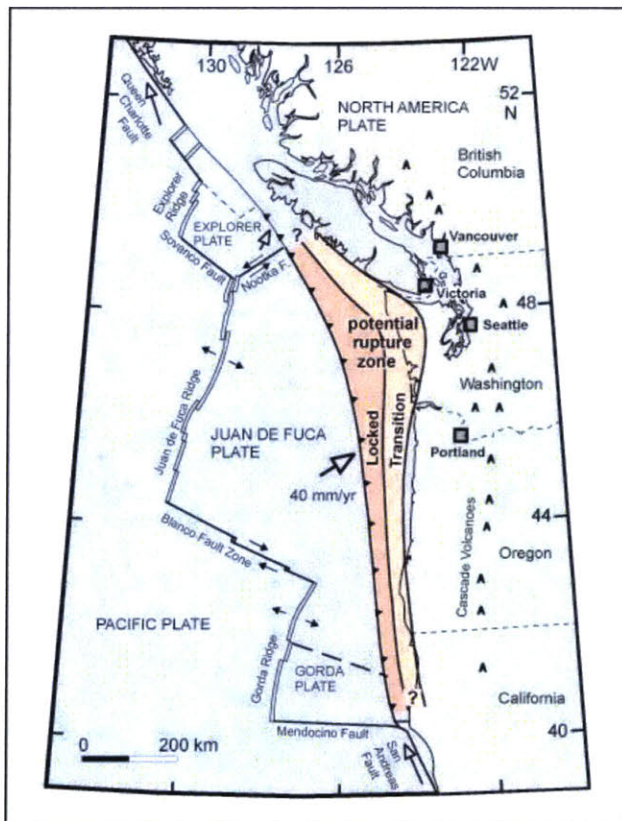 130
126
122W
52
N
Queen
Charlotte
Fault
NORTH AMERICA
PLATE
British
Columbia
Explorer
Ridge
EXPLORER
PLATE
?
Vancouver
Sovanco Fault
Nootka F.
Victoria
48
Seattle
potential
rupture
zone
Washington
Juan de Fuca Ridge
JUAN DE FUCA
PLATE
Locked
Transition
Portland
40 mm/yr
44
Blanco Fault Zone
Cascade Volcanoes
Oregon
PACIFIC PLATE
Gorda Ridge
GORDA
PLATE
?
California
Mendocino Fault
40
0 200 km
San
Andreas
Fault